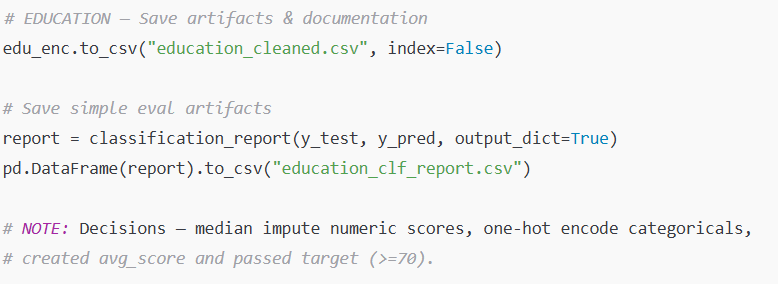 # EDUCATION — Save artifacts & documentation
edu_enc.to_csv("education_cleaned.csv", index=False)
# Save simple eval artifacts
report = classification_report(y_test, y_pred, output_dict=True)
pd.DataFrame(report).to_csv("education_clf_report.csv")
# NOTE: Decisions — median impute numeric scores, one-hot encode categoricals,
# created avg_score and passed target (>=70).